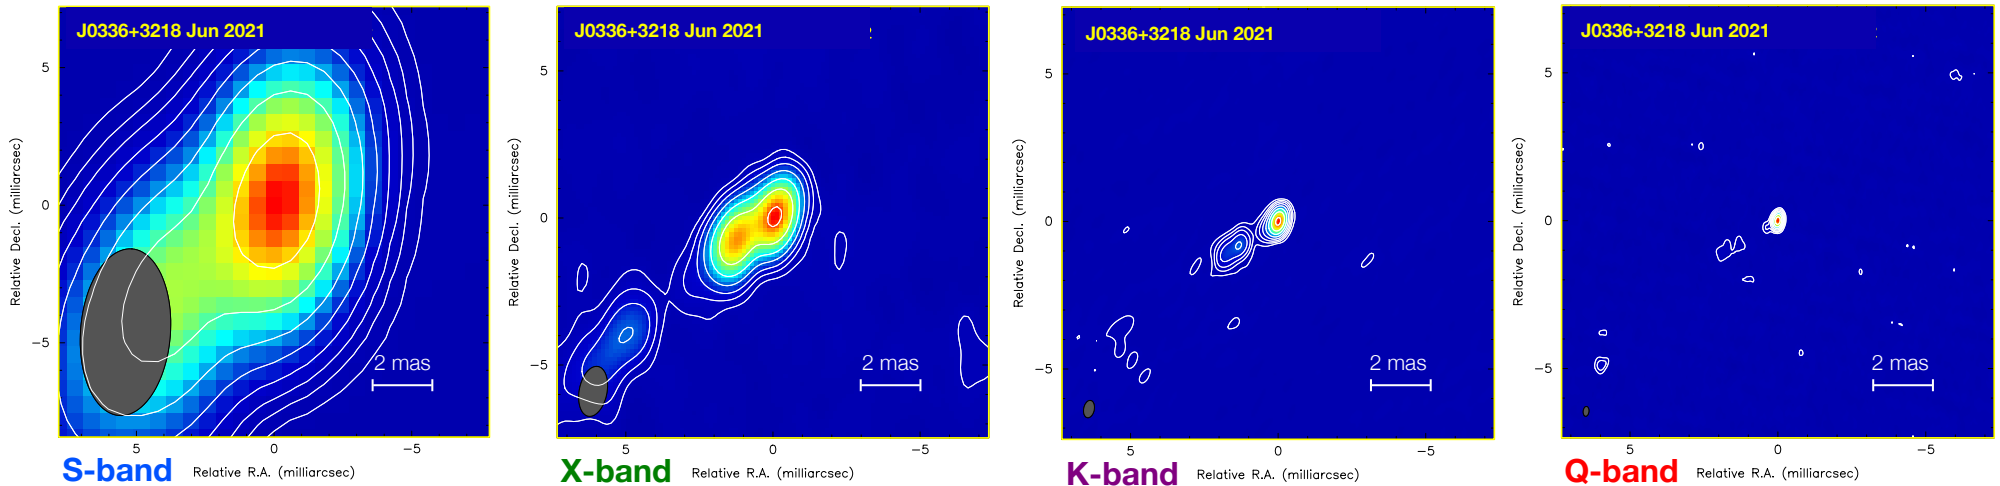 J0336+3218 Jun 2021
Relative Decl. (milliarcsec)
5
0
−5
2 mas
5
0
−5
S-band
Relative R.A. (milliarcsec)
J0336+3218 Jun 2021
Relative Decl. (milliarcsec)
5
0
−5
2 mas
5
0
−5
X-band
Relative R.A. (milliarcsec)
J0336+3218 Jun 2021
Relative Decl. (milliarcsec)
5
0
−5
2 mas
5
0
−5
K-band
Relative R.A. (milliarcsec)
J0336+3218 Jun 2021
Relative Decl. (milliarcsec)
5
0
−5
2 mas
5
0
−5
Q-band
Relative R.A. (milliarcsec)